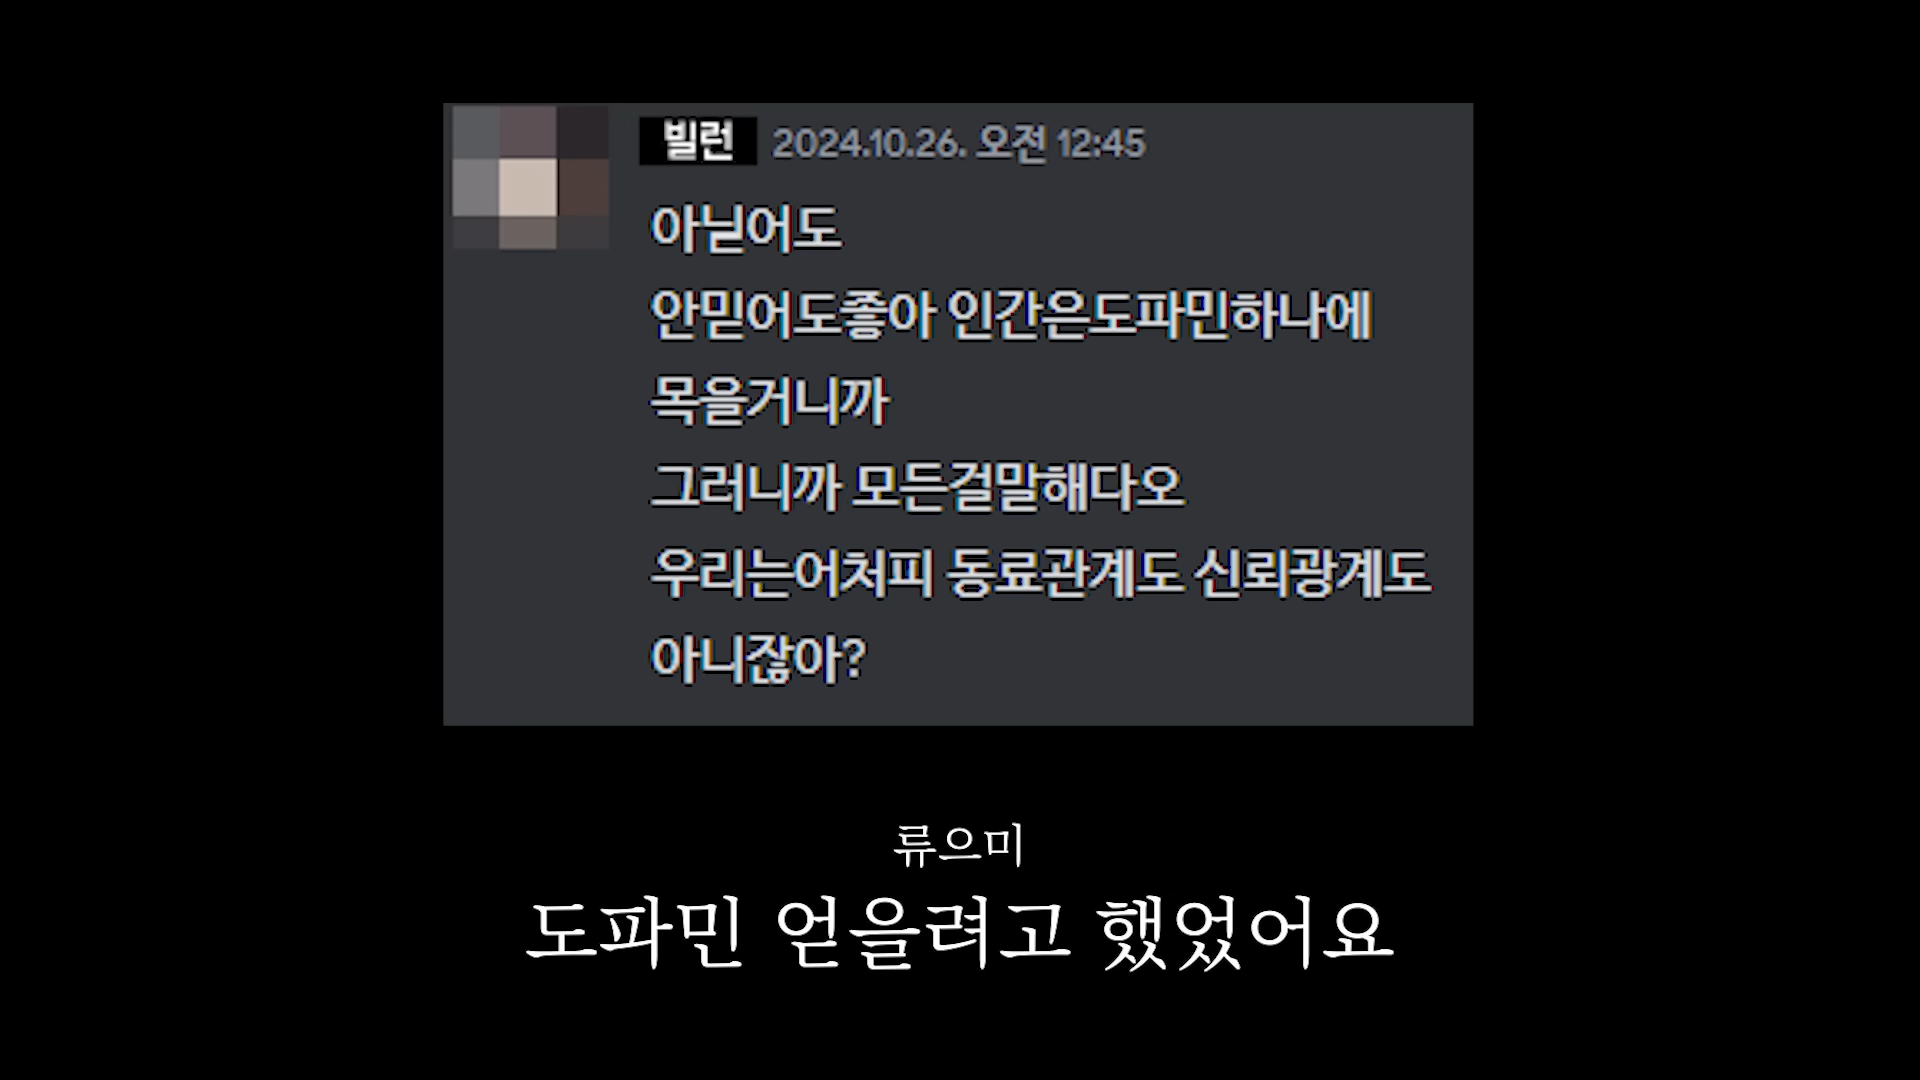 빌런 2024.10.26. 오전 12:45
아닏어도
안믿어도좋아 인간은도파민하나에
목을거니까
그러니까 모든걸말해다오
우리는어처피 동료관계도 신뢰광계도
아니잖아?
류으미
도파민 얻을려고 했었어요